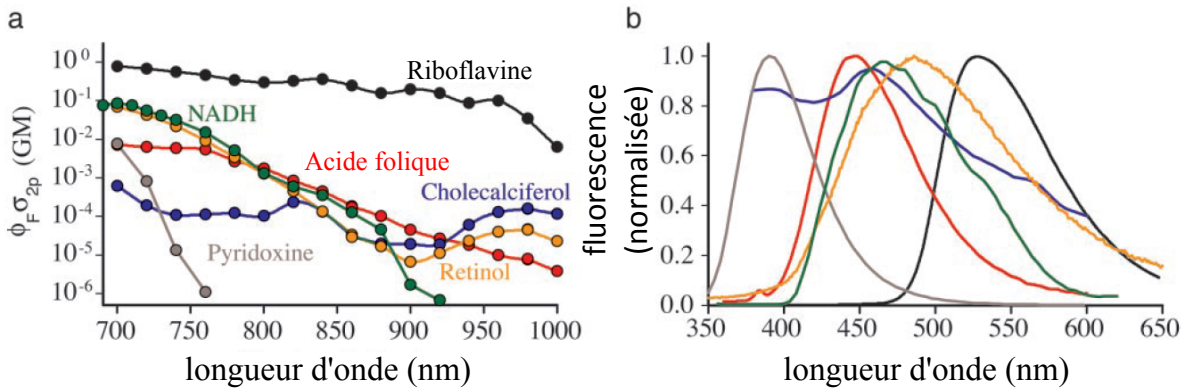 a
ϕF σ2p (GM)
10⁰
10⁻¹
10⁻²
10⁻³
10⁻⁴
10⁻⁵
10⁻⁶
Riboflavine
NADH
Acide folique
Cholecalciferol
Pyridoxine
Retinol
700 750 800 850 900 950 1000
longueur d'onde (nm)
b
fluorescence
(normalisée)
1.0
0.8
0.6
0.4
0.2
0.0
350 400 450 500 550 600 650
longueur d'onde (nm)